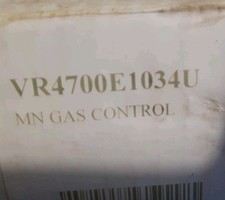 VR4700E1034U
MN GAS CONTROL